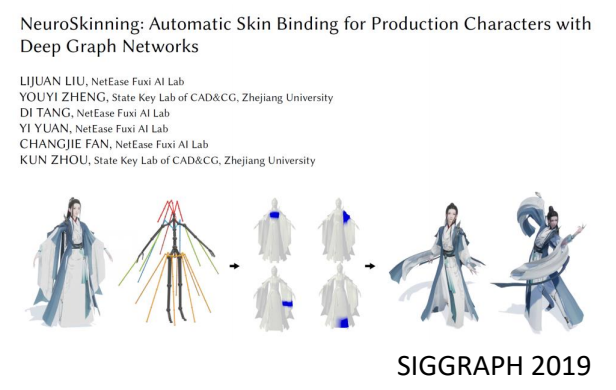 NeuroSkinning: Automatic Skin Binding for Production Characters with
Deep Graph Networks
LIJUAN LIU, NetEase Fuxi AI Lab
YOUYI ZHENG, State Key Lab of CAD&CG, Zhejiang University
DI TANG, NetEase Fuxi AI Lab
YI YUAN, NetEase Fuxi AI Lab
CHANGJIE FAN, NetEase Fuxi AI Lab
KUN ZHOU, State Key Lab of CAD&CG, Zhejiang University
SIGGRAPH 2019